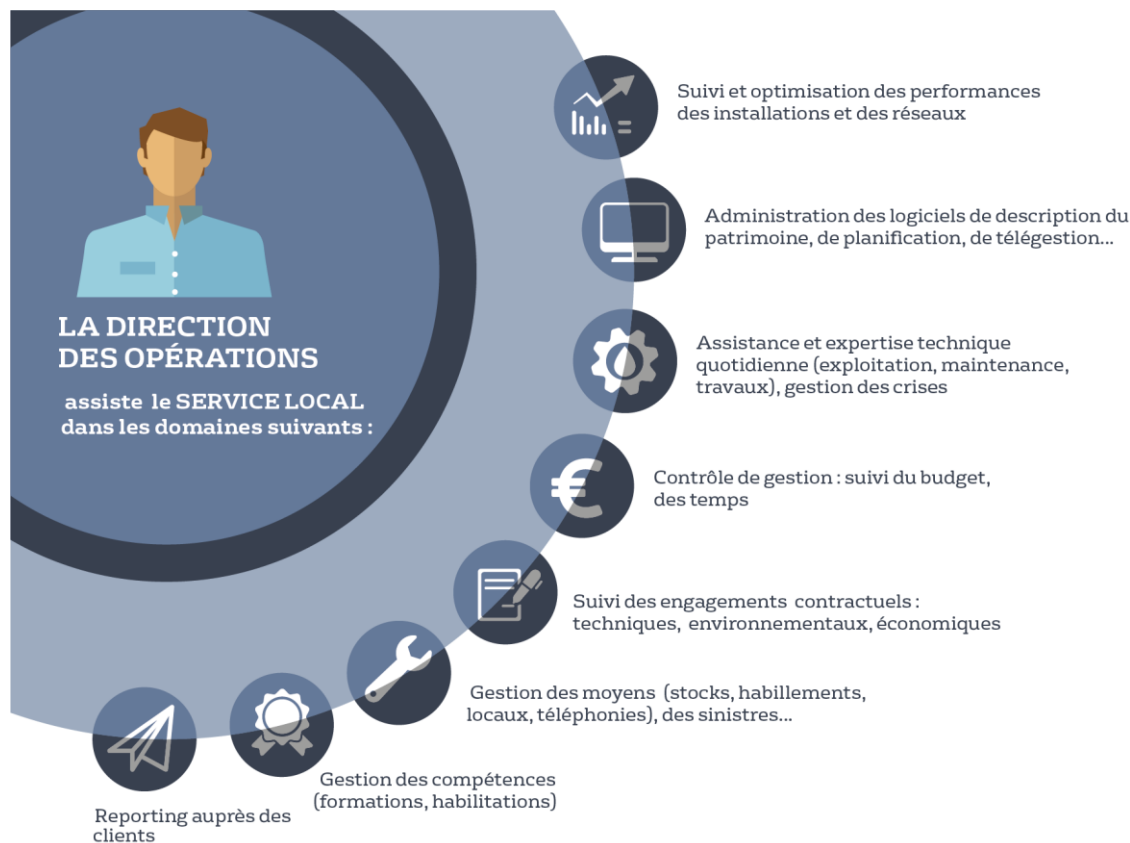 LA DIRECTION
DES OPÉRATIONS
assiste le SERVICE LOCAL
dans les domaines suivants :
Suivi et optimisation des performances
des installations et des réseaux
Administration des logiciels de description du
patrimoine, de planification, de télégestion...
Assistance et expertise technique
quotidienne (exploitation, maintenance,
travaux), gestion des crises
Contrôle de gestion : suivi du budget,
des temps
Suivi des engagements contractuels :
techniques, environnementaux, économiques
Gestion des moyens (stocks, habillements,
locaux, téléphonies), des sinistres...
Gestion des compétences
(formations, habilitations)
Reporting auprès des
clients